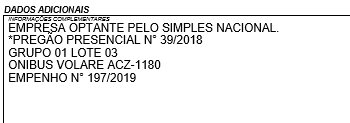 DADOS ADICIONAIS
INFORMAÇÕES COMPLEMENTARES
EMPRESA OPTANTE PELO SIMPLES NACIONAL.
*PREGÃO PRESENCIAL N° 39/2018
GRUPO 01 LOTE 03
ONIBUS VOLARE ACZ-1180
EMPENHO N° 197/2019